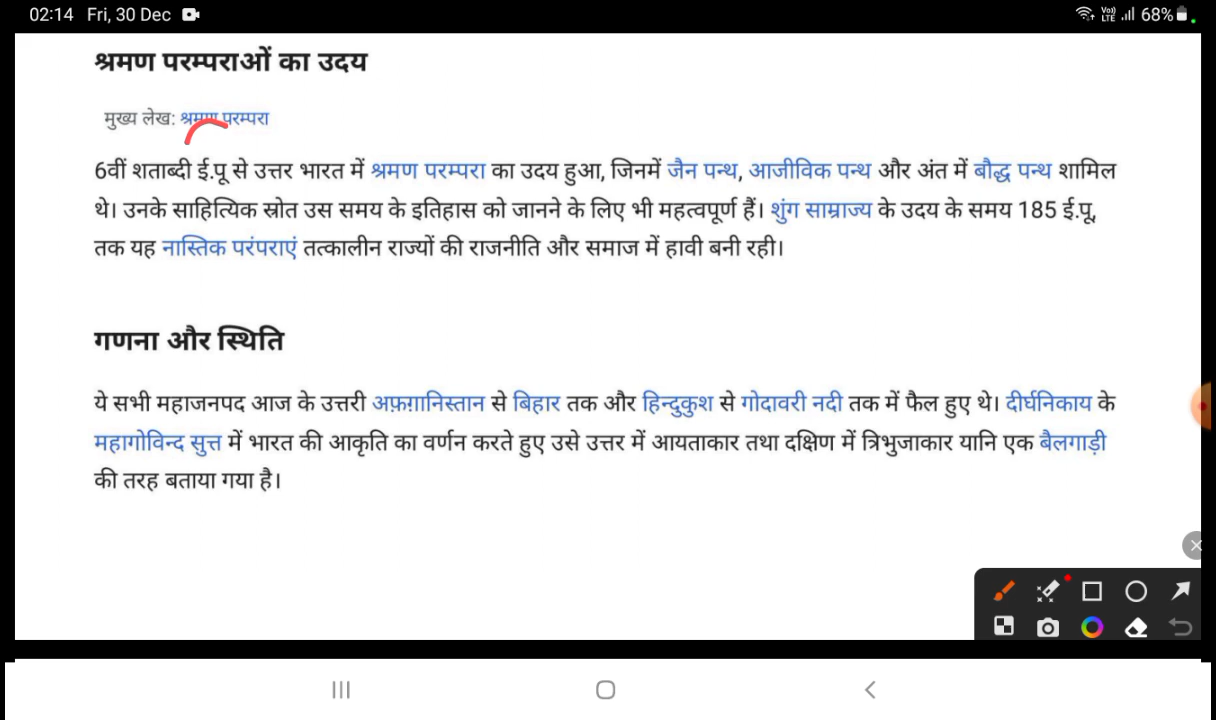 02:14 Fri, 30 Dec 68%
श्रमण परम्पराओं का उदय
मुख्य लेख: श्रमण परम्परा
6वीं शताब्दी ई.पू से उत्तर भारत में श्रमण परम्परा का उदय हुआ, जिनमें जैन पन्थ, आजीविक पन्थ और अंत में बौद्ध पन्थ शामिल
थे। उनके साहित्यिक स्रोत उस समय के इतिहास को जानने के लिए भी महत्वपूर्ण हैं। शुंग साम्राज्य के उदय के समय 185 ई.पू,
तक यह नास्तिक परंपराएं तत्कालीन राज्यों की राजनीति और समाज में हावी बनी रही।
गणना और स्थिति
ये सभी महाजनपद आज के उत्तरी अफ़ग़ानिस्तान से बिहार तक और हिन्दुकुश से गोदावरी नदी तक में फैल हुए थे। दीर्घनिकाय के
महागोविन्द सुत्त में भारत की आकृति का वर्णन करते हुए उसे उत्तर में आयताकार तथा दक्षिण में त्रिभुजाकार यानि एक बैलगाड़ी
की तरह बताया गया है।